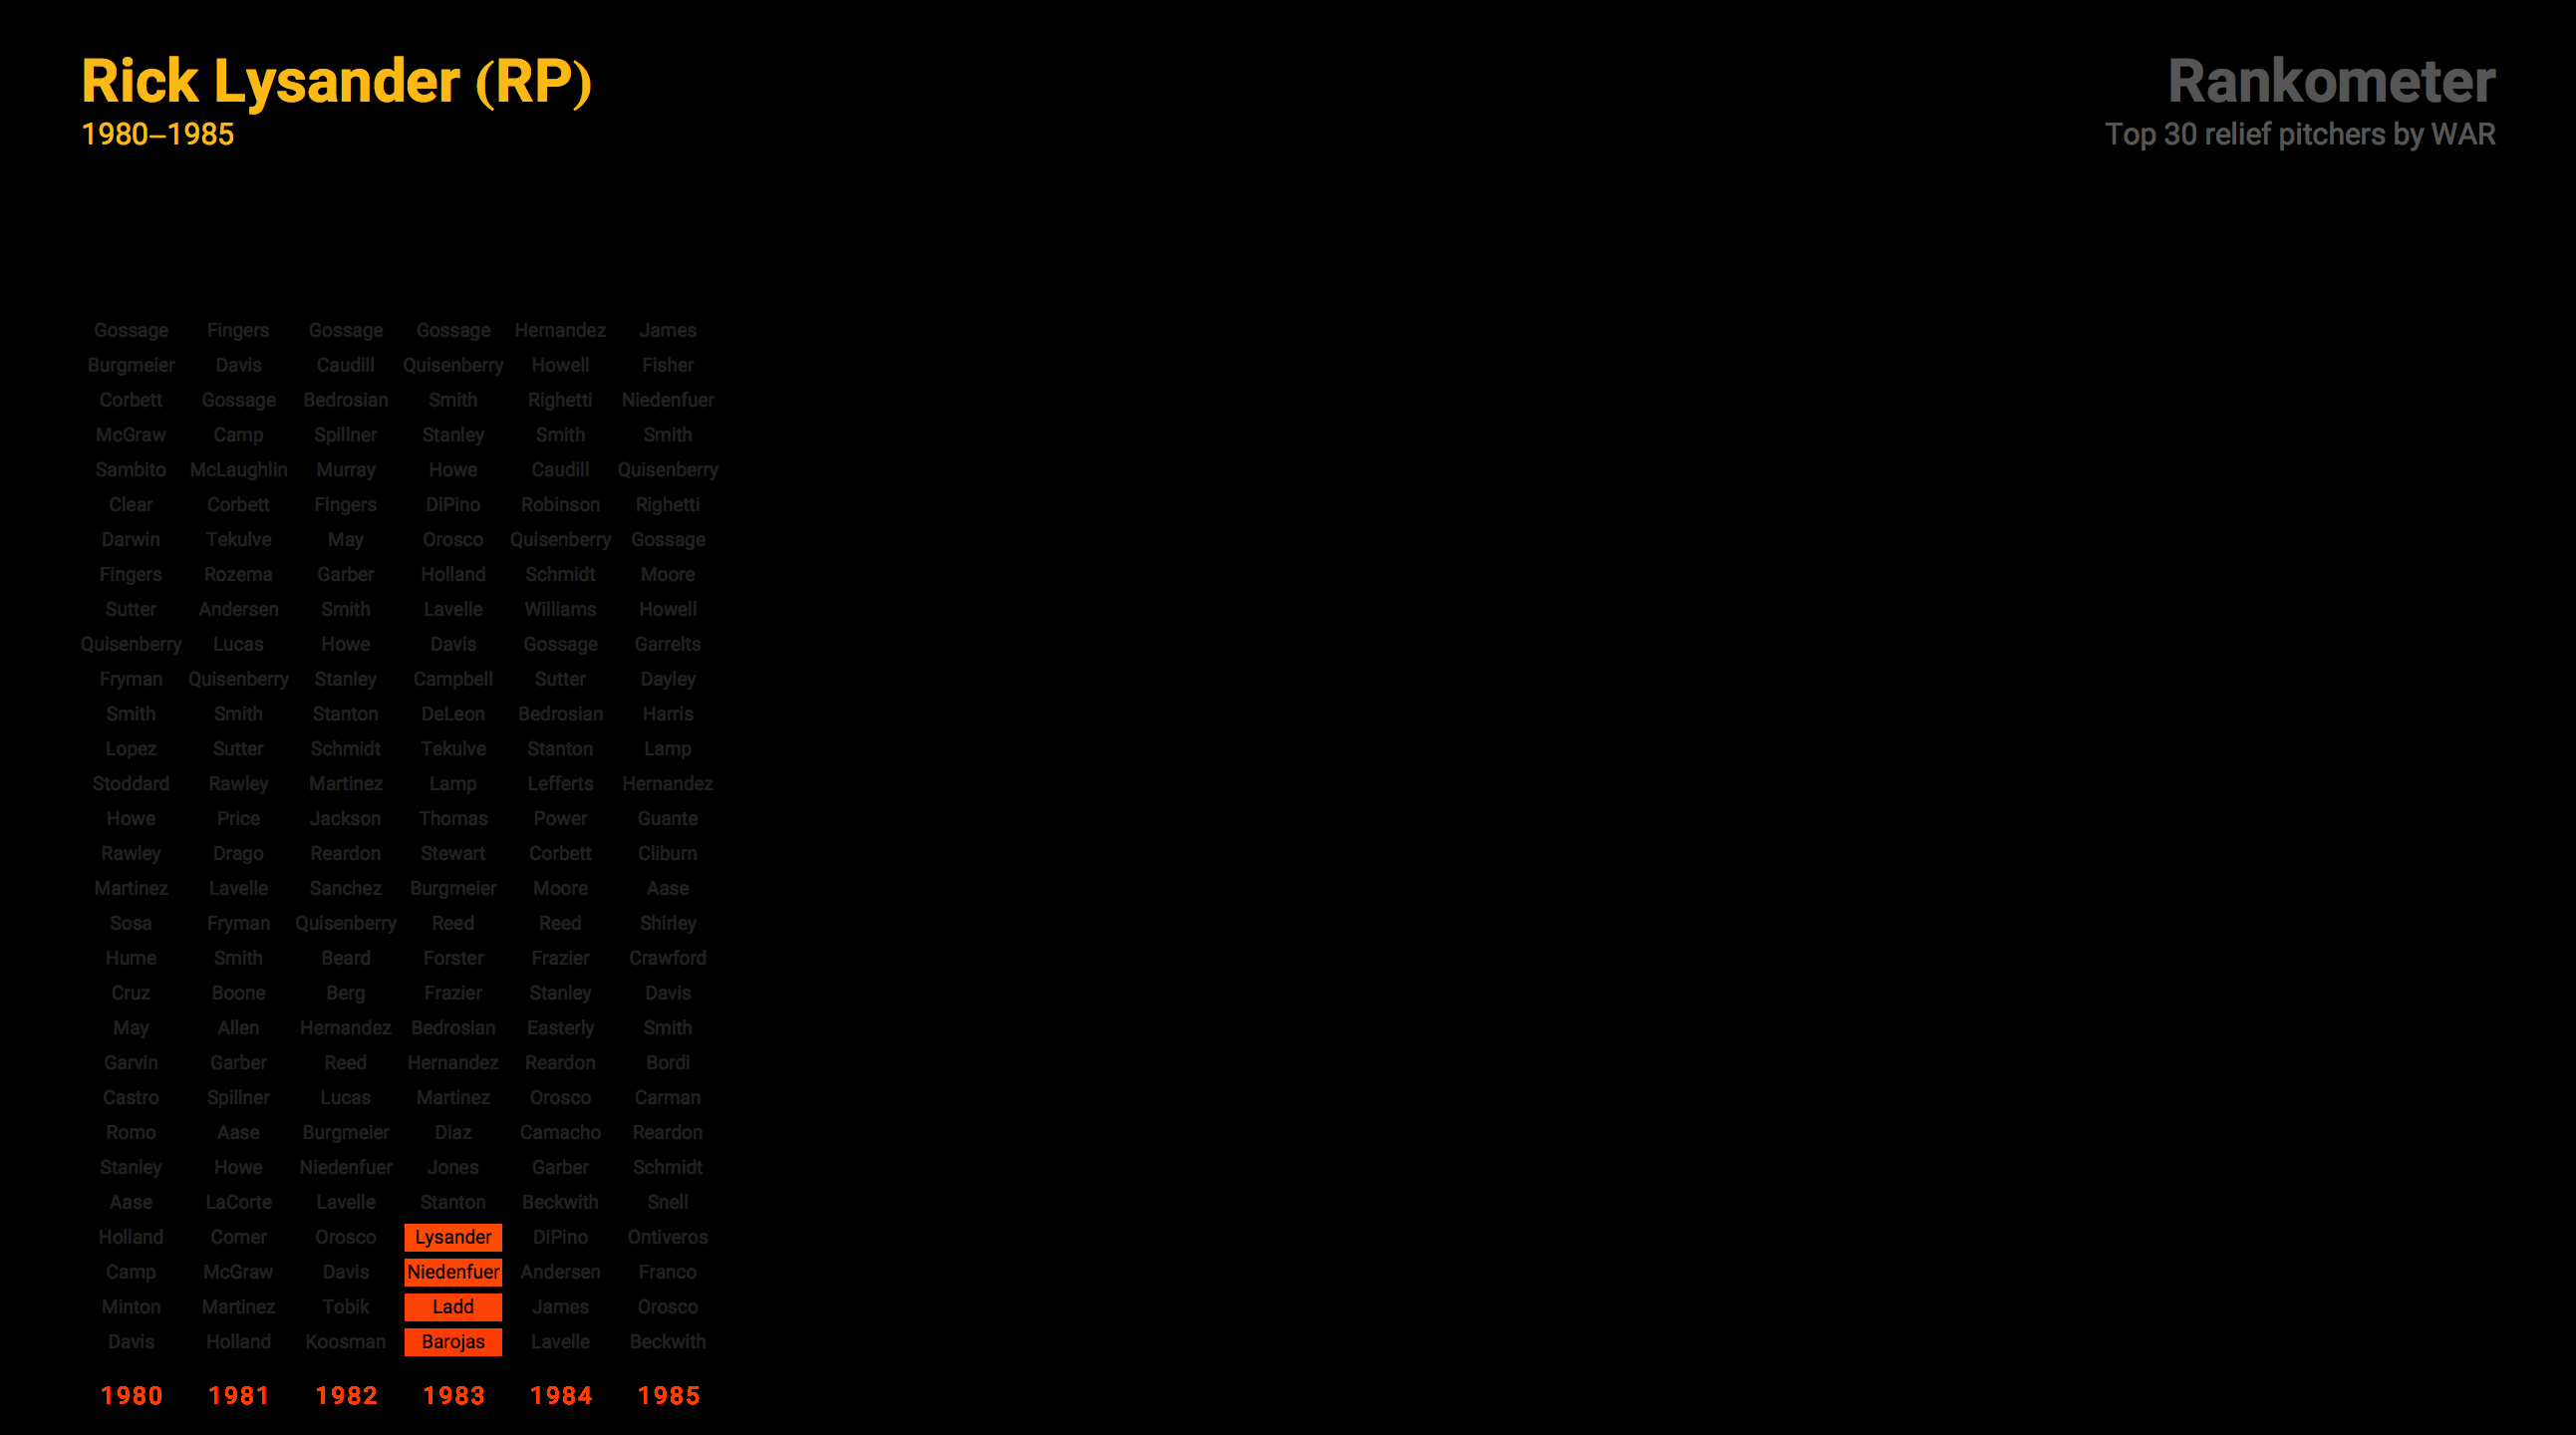 Rick Lysander (RP)
1980–1985
Rankometer
Top 30 relief pitchers by WAR
Gossage Fingers Gossage Gossage Hernandez James
Burgmeier Davis Caudill Quisenberry Howell Fisher
Corbett Gossage Bedrosian Smith Righetti Niedenfuer
McGraw Camp Spillner Stanley Smith Smith
Sambito McLaughlin Murray Howe Caudill Quisenberry
Clear Corbett Fingers DiPino Robinson Righetti
Darwin Tekulve May Orosco Quisenberry Gossage
Fingers Rozema Garber Holland Schmidt Moore
Sutter Andersen Smith Lavelle Williams Howell
Quisenberry Lucas Howe Davis Gossage Garrelts
Fryman Quisenberry Stanley Campbell Sutter Dayley
Smith Smith Stanton DeLeon Bedrosian Harris
Lopez Sutter Schmidt Tekulve Stanton Lamp
Stoddard Rawley Martinez Lamp Lefferts Hernandez
Howe Price Jackson Thomas Power Guante
Rawley Drago Reardon Stewart Corbett Cliburn
Martinez Lavelle Sanchez Burgmeier Moore Aase
Sosa Fryman Quisenberry Reed Reed Shirley
Hume Smith Beard Forster Frazier Crawford
Cruz Boone Berg Frazier Stanley Davis
May Allen Hernandez Bedrosian Easterly Smith
Garvin Garber Reed Hernandez Reardon Bordi
Castro Spillner Lucas Martinez Orosco Carman
Romo Aase Burgmeier Diaz Camacho Reardon
Stanley Howe Niedenfuer Jones Garber Schmidt
Aase LaCorte Lavelle Stanton Beckwith Snell
Holland Comer Orosco Lysander DiPino Ontiveros
Camp McGraw Davis Niedenfuer Andersen Franco
Minton Martinez Tobik Ladd James Orosco
Davis Holland Koosman Barojas Lavelle Beckwith
1980 1981 1982 1983 1984 1985